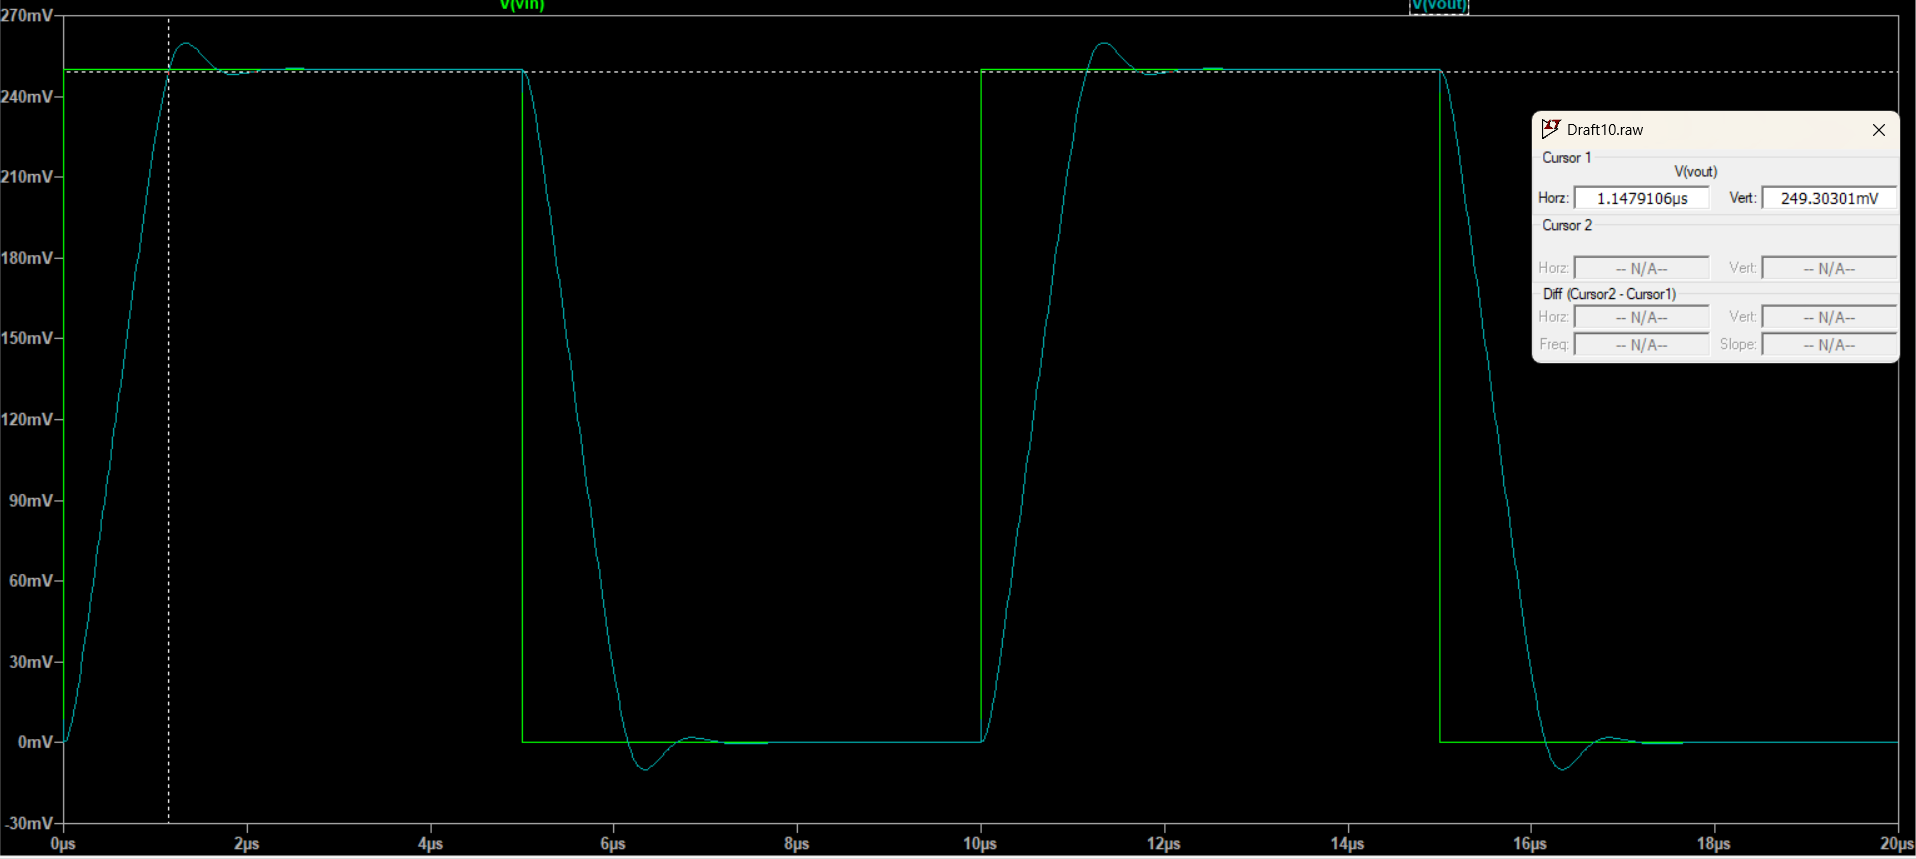 V(vin)
V(vout)
270mV
240mV
210mV
180mV
150mV
120mV
90mV
60mV
30mV
0mV
-30mV
0µs
2µs
4µs
6µs
8µs
10µs
12µs
14µs
16µs
18µs
20µs
Draft10.raw
Cursor 1
V(vout)
Horz: 1.1479106µs Vert: 249.30301mV
Cursor 2
Horz: -- N/A-- Vert: -- N/A--
Diff (Cursor2 - Cursor1)
Horz: -- N/A-- Vert: -- N/A--
Freq: -- N/A-- Slope: -- N/A--